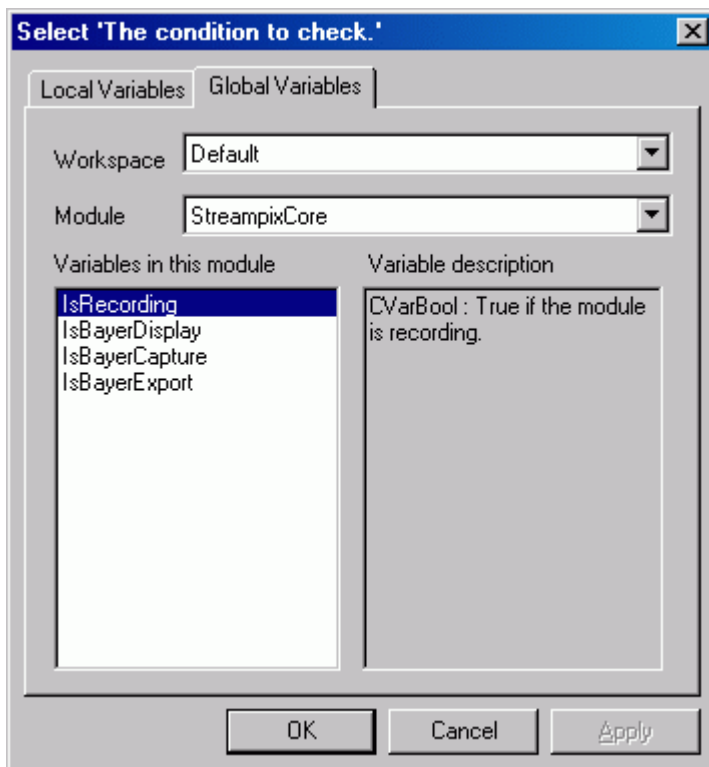 Select 'The condition to check.'
Local Variables Global Variables
Workspace Default
Module StreampixCore
Variables in this module Variable description
IsRecording
IsBayerDisplay
IsBayerCapture
IsBayerExport
CVarBool : True if the module
is recording.
OK Cancel Apply